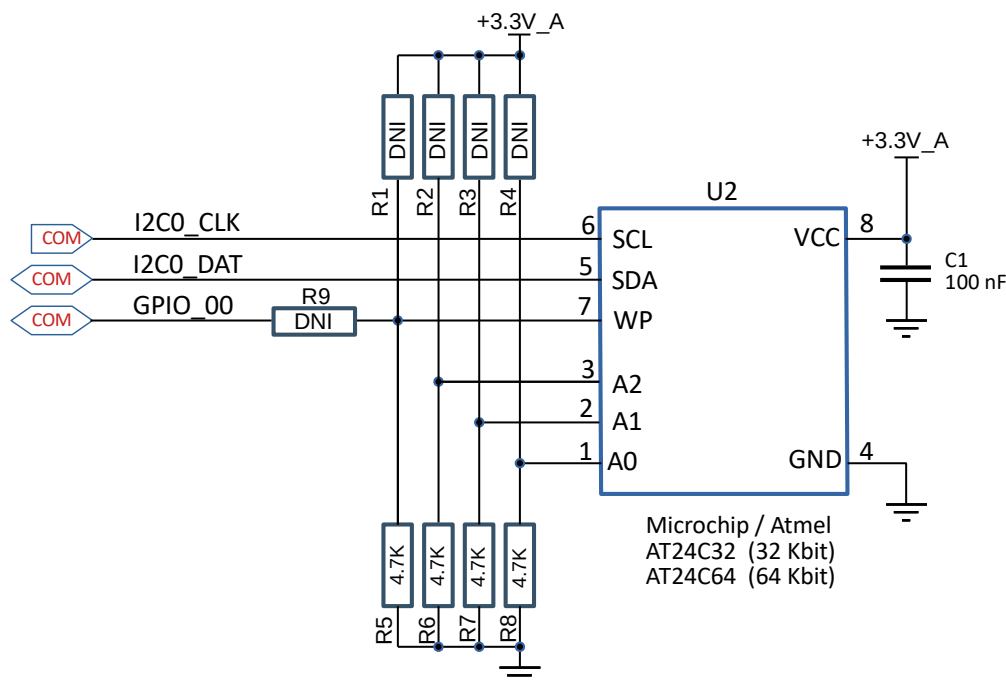 +3.3V_A
DNI
DNI
DNI
DNI
R1
R2
R3
R4
+3.3V_A
U2
COM
I2C0_CLK
6
SCL
VCC
8
COM
I2C0_DAT
5
SDA
C1
100 nF
COM
GPIO_00
R9
DNI
7
WP
3
A2
2
A1
1
A0
GND
4
Microchip / Atmel
AT24C32 (32 Kbit)
AT24C64 (64 Kbit)
4.7K
4.7K
4.7K
4.7K
R5
R6
R7
R8